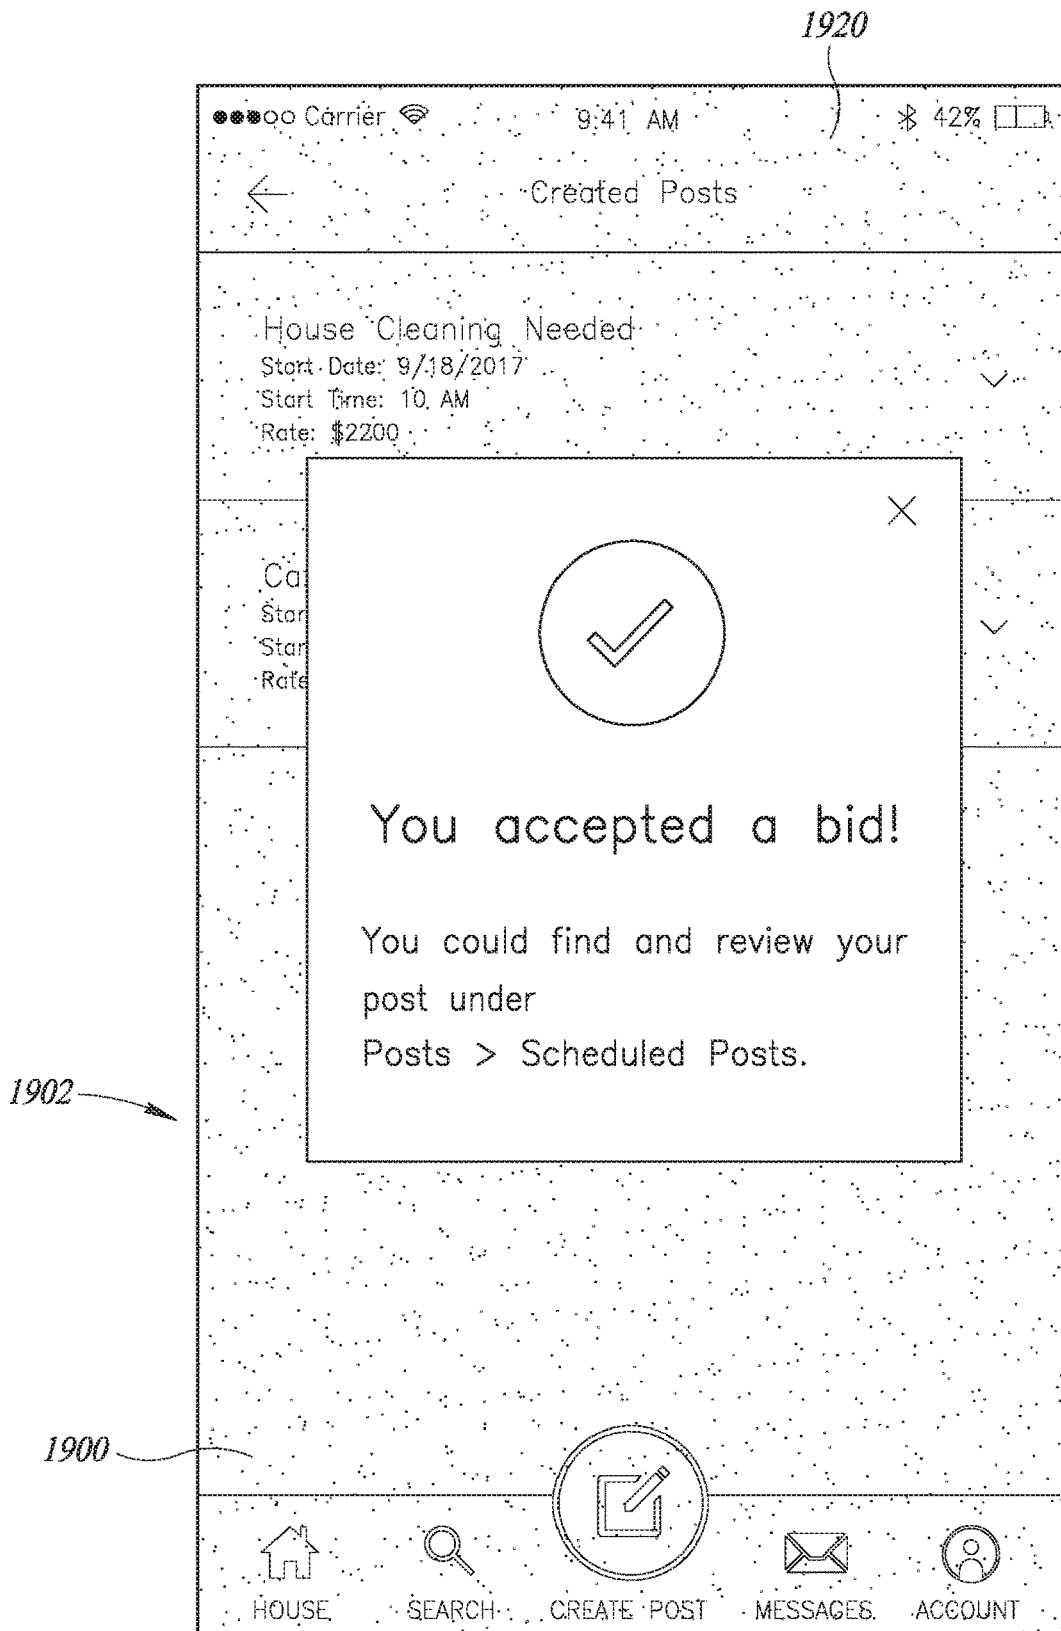 1920
Carrier 9:41 AM 42%
Created Posts
House Cleaning Needed
Start Date: 9/18/2017
Start Time: 10 AM
Rate: $2200
Rate
You accepted a bid!
You could find and review your
post under
Posts > Scheduled Posts.
1902
1900
HOUSE SEARCH CREATE POST MESSAGES ACCOUNT